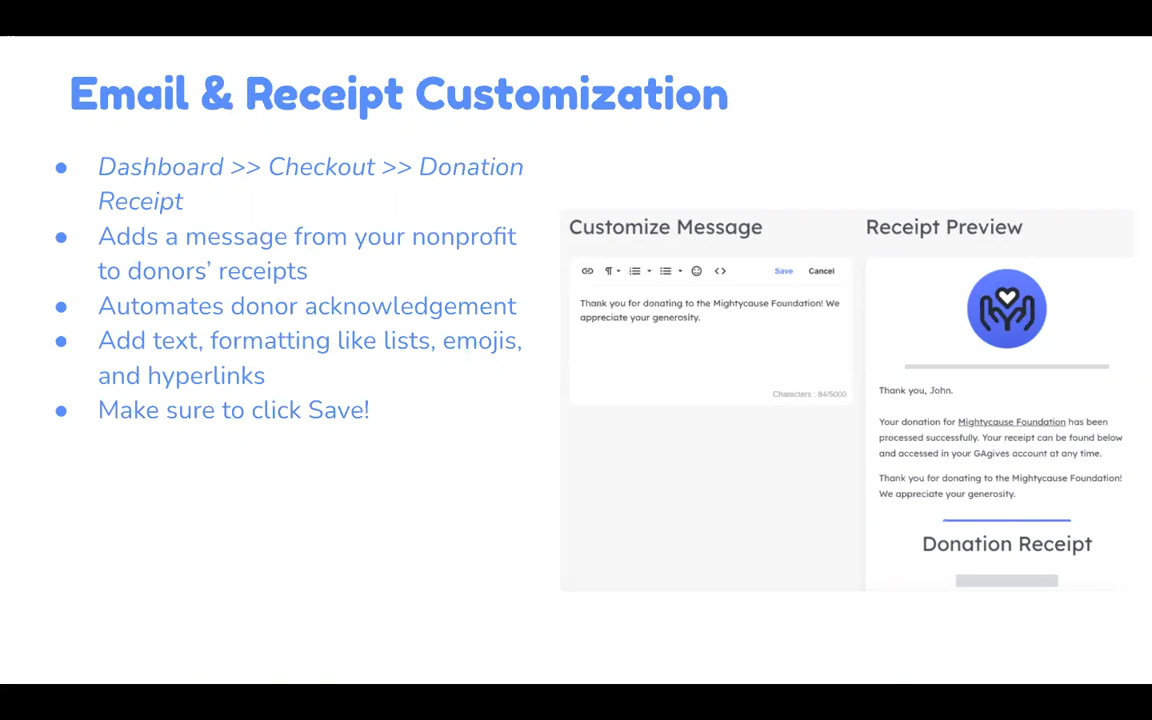 Email & Receipt Customization
● Dashboard >> Checkout >> Donation
Receipt
● Adds a message from your nonprofit
to donors’ receipts
● Automates donor acknowledgement
● Add text, formatting like lists, emojis,
and hyperlinks
● Make sure to click Save!
Customize Message
Save Cancel
Thank you for donating to the Mightycause Foundation! We
appreciate your generosity.
Characters : 84/5000
Receipt Preview
Thank you, John.
Your donation for Mightycause Foundation has been
processed successfully. Your receipt can be found below
and accessed in your GAgives account at any time.
Thank you for donating to the Mightycause Foundation!
We appreciate your generosity.
Donation Receipt